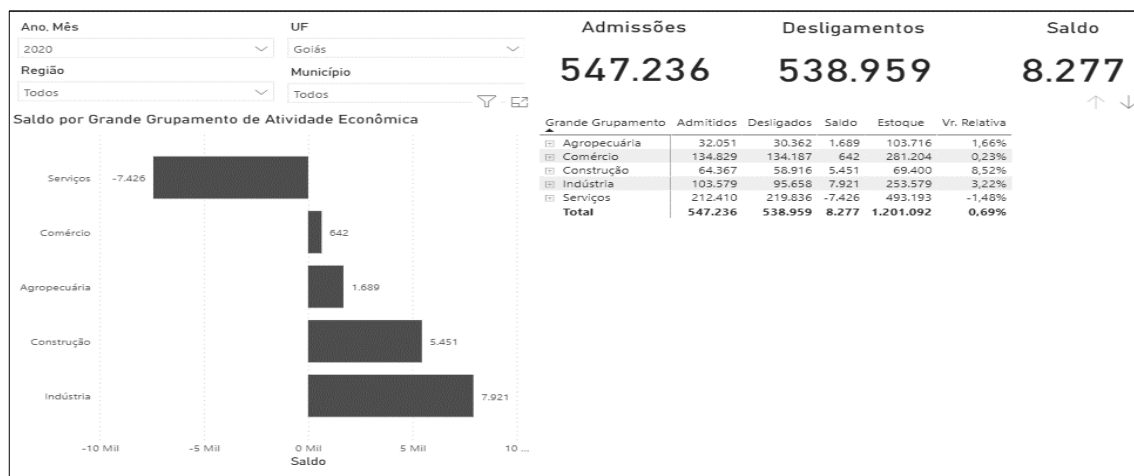 Ano, Mês
2020
UF
Goiás
Região
Todos
Município
Todos
Admissões
547.236
Desligamentos
538.959
Saldo
8.277
Saldo por Grande Grupamento de Atividade Econômica
Serviços -7.426
Comércio 642
Agropecuária 1.689
Construção 5.451
Indústria 7.921
-10 Mil -5 Mil 0 Mil 5 Mil 10 ...
Saldo
Grande Grupamento Admitidos Desligados Saldo Estoque Vr. Relativa
Agropecuária 32.051 30.362 1.689 103.716 1,66%
Comércio 134.829 134.187 642 281.204 0,23%
Construção 64.367 58.916 5.451 69.400 8,52%
Indústria 103.579 95.658 7.921 253.579 3,22%
Serviços 212.410 219.836 -7.426 493.193 -1,48%
Total 547.236 538.959 8.277 1.201.092 0,69%